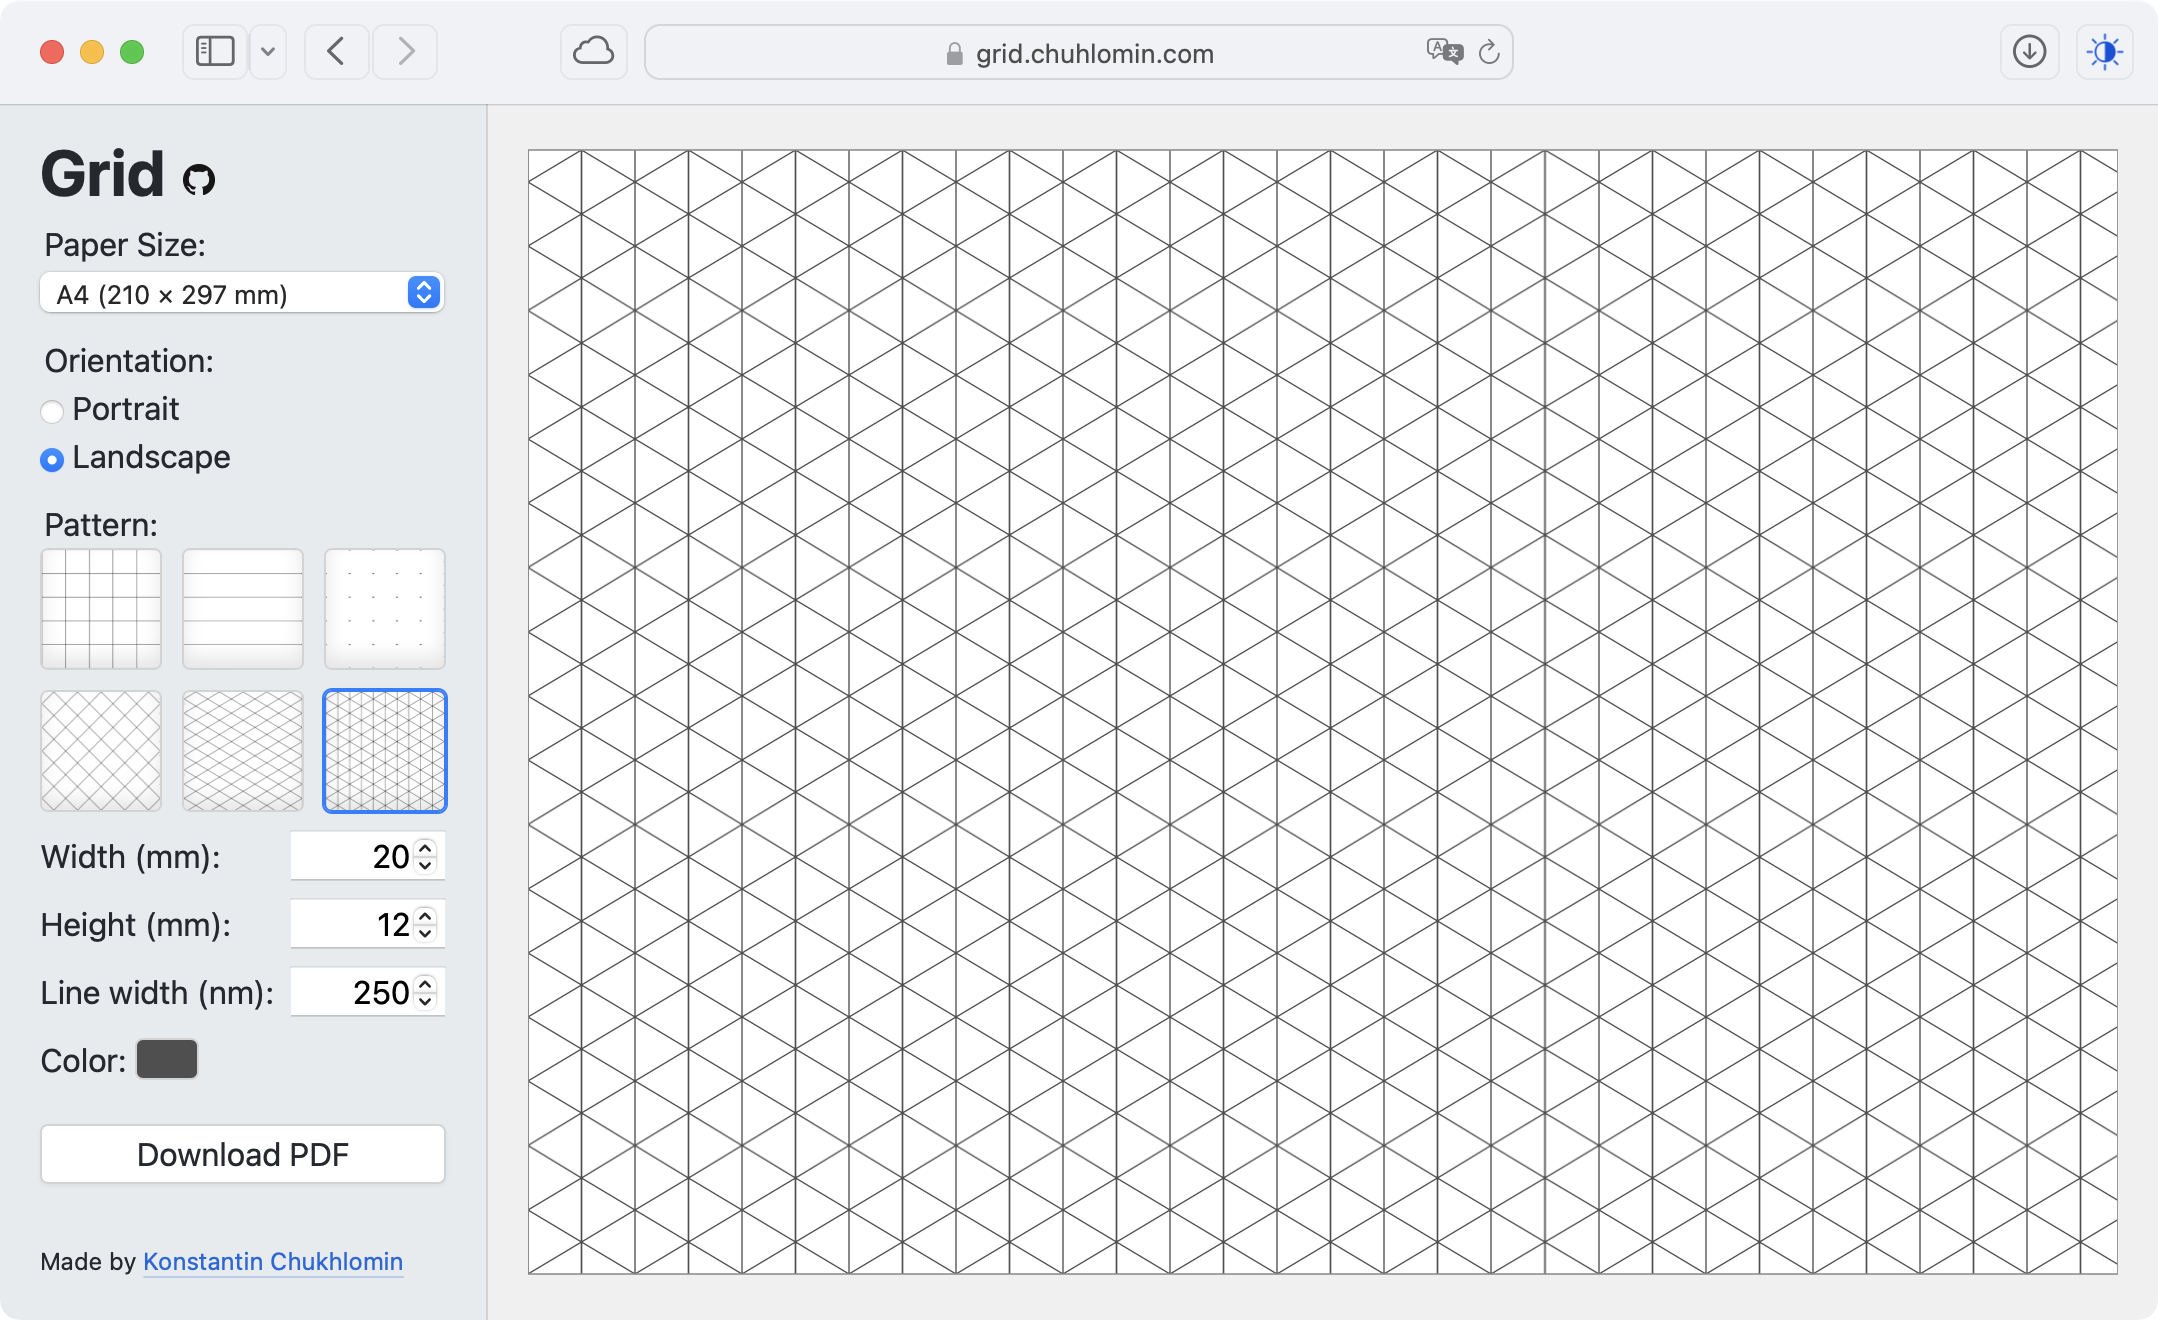 grid.chuhlomin.com
Grid
Paper Size:
A4 (210 × 297 mm)
Orientation:
Portrait
Landscape
Pattern:
Width (mm): 20
Height (mm): 12
Line width (nm): 250
Color:
Download PDF
Made by Konstantin Chukhlomin